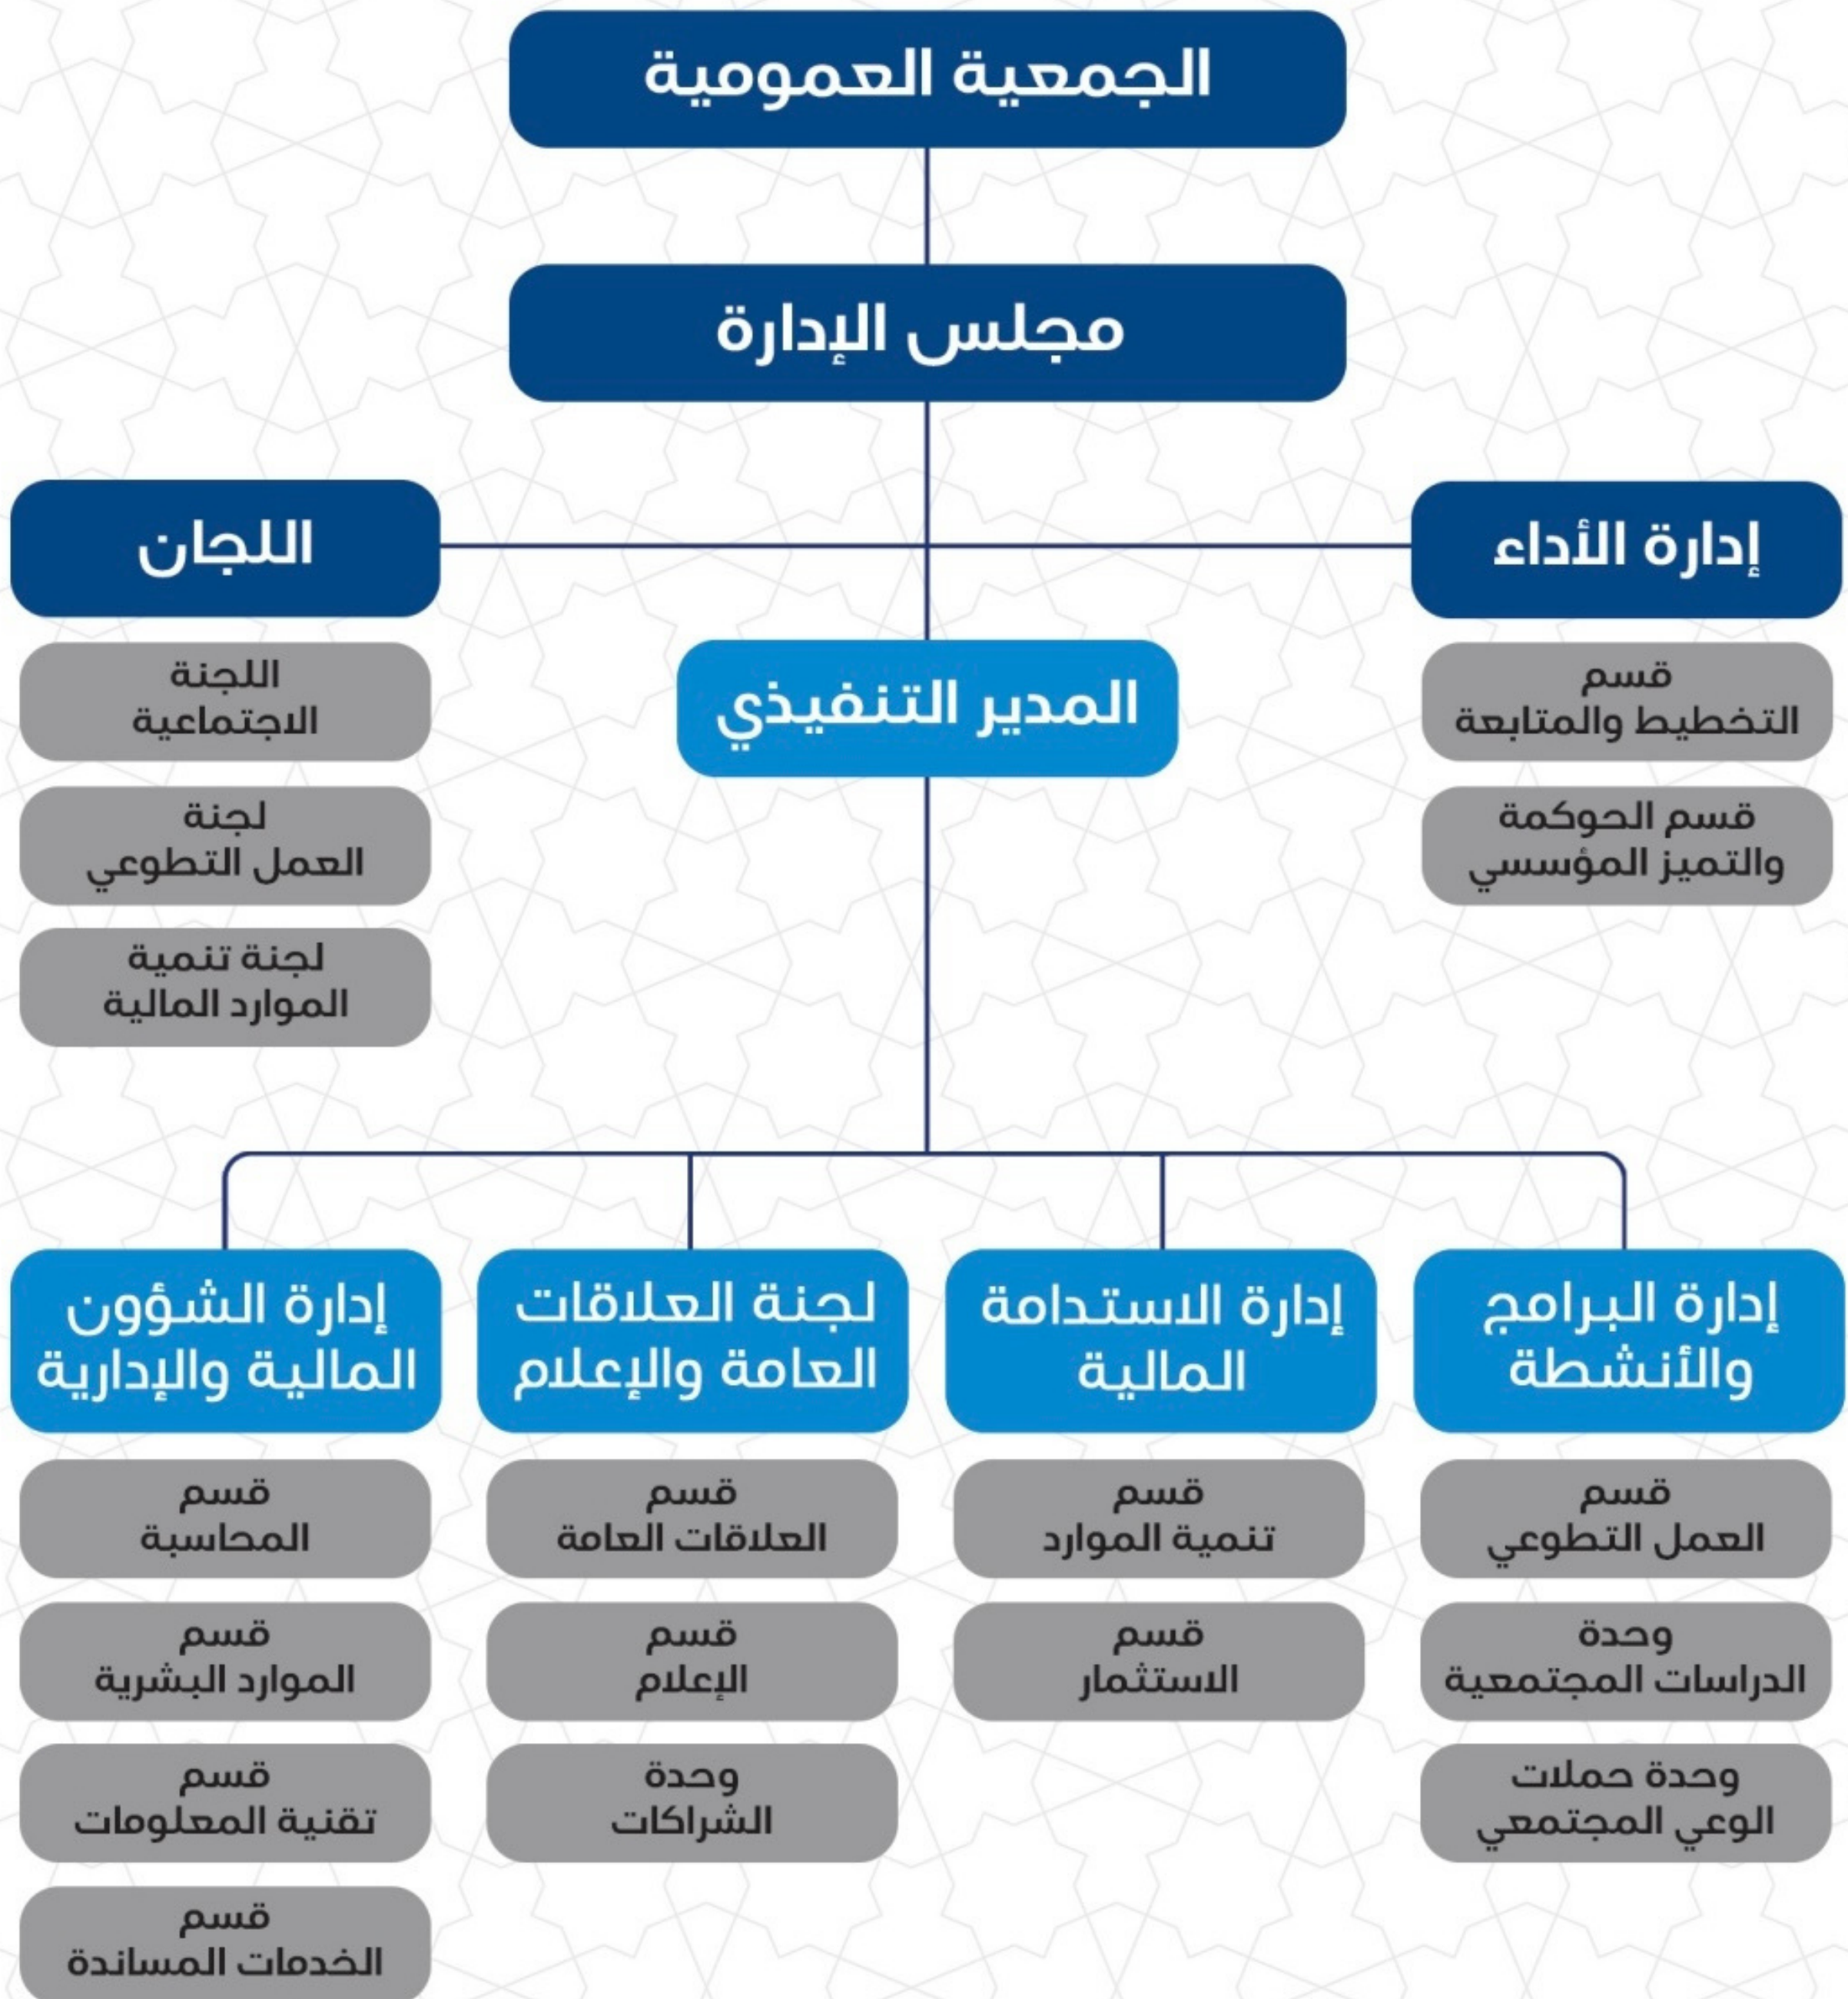 الجمعية العمومية
مجلس الإدارة
إدارة الأداء
قسم
التخطيط والمتابعة
قسم الحوكمة
والتميز المؤسسي
اللجان
اللجنة
الاجتماعية
لجنة
العمل التطوعي
لجنة تنمية
الموارد المالية
المدير التنفيذي
إدارة البرامج
والأنشطة
قسم
العمل التطوعي
وحدة
الدراسات المجتمعية
وحدة حملات
الوعي المجتمعي
إدارة الاستدامة
المالية
قسم
تنمية الموارد
قسم
الاستثمار
لجنة العلاقات
العامة والإعلام
قسم
العلاقات العامة
قسم
الإعلام
وحدة
الشراكات
إدارة الشؤون
المالية والإدارية
قسم
المحاسبة
قسم
الموارد البشرية
قسم
تقنية المعلومات
قسم
الخدمات المساندة